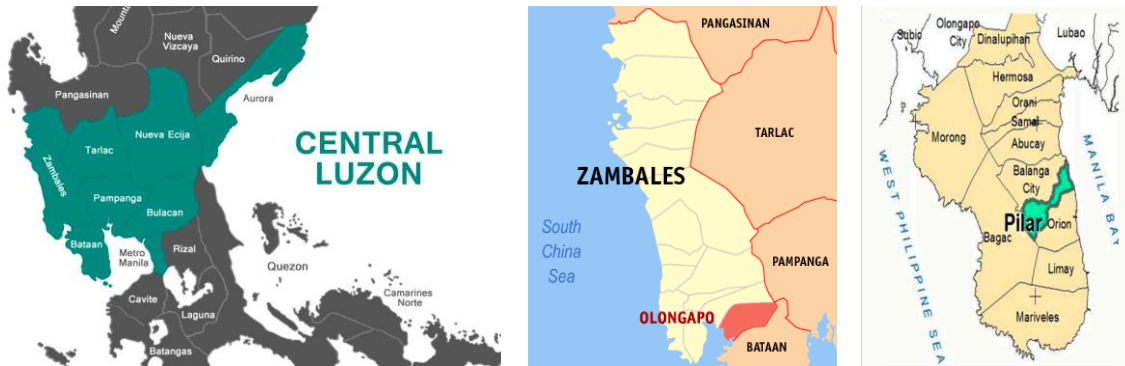 Mount
Nueva
Vizcaya
Quirino
Pangasinan
Aurora
Nueva Ecija
Tarlac
Zambales
Pampanga
Bulacan
Bataan
Metro
Manila
Rizal
Quezon
Cavite
Laguna
Batangas
Camarines
Norte
CENTRAL
LUZON
PANGASINAN
TARLAC
ZAMBALES
South
China
Sea
PAMPANGA
OLONGAPO
BATAAN
Subic
Olongapo
City
Lubao
Dinalupihan
Hermosa
Orani
Samal
Morong
Abucay
Balanga
City
Pilar
Orion
Bagac
Limay
Mariveles
WEST PHILIPPINE SEA
MANILA BAY